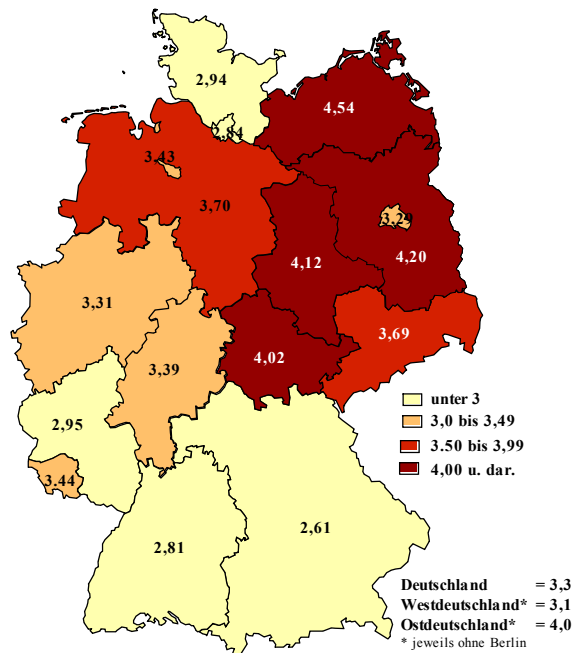 2,94
4,54
2,84
3,43
2
3,29
3,70
4,12
4,20
3,31
3,69
4,02
3,39
2,95
3.44
unter 3
3,0 bis 3,49
3.50 bis 3,99
4,00 u. dar.
2,81
2,61
Deutschland = 3,3
Westdeutschland* = 3,1
Ostdeutschland* = 4,0
* jeweils ohne Berlin